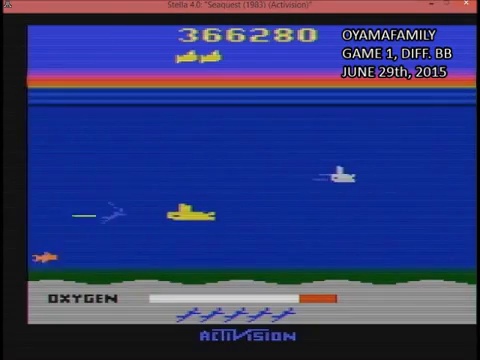 Stella 4.0: "Seaquest (1983) (Activision)"
366280
OYAMAFAMILY
GAME 1, DIFF. BB
JUNE 29th, 2015
OXYGEN
ACTIVISION